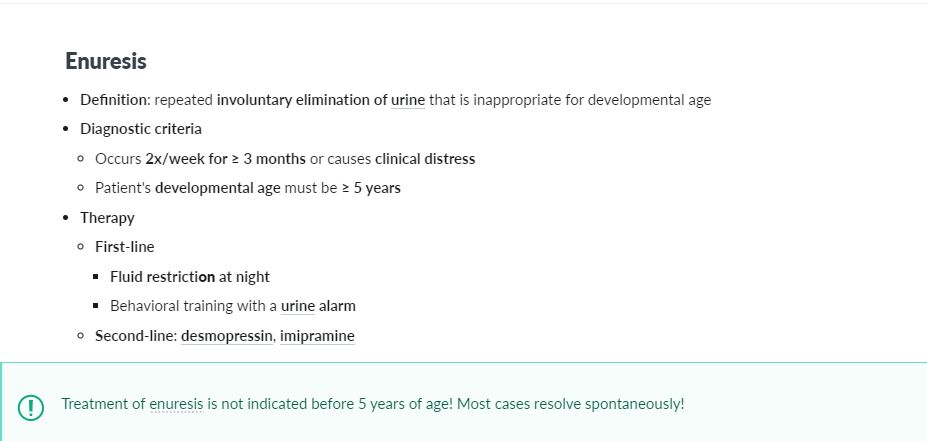 Enuresis
• Definition: repeated involuntary elimination of urine that is inappropriate for developmental age
• Diagnostic criteria
○ Occurs 2x/week for ≥ 3 months or causes clinical distress
○ Patient's developmental age must be ≥ 5 years
• Therapy
○ First-line
▪ Fluid restriction at night
▪ Behavioral training with a urine alarm
○ Second-line: desmopressin, imipramine
! Treatment of enuresis is not indicated before 5 years of age! Most cases resolve spontaneously!